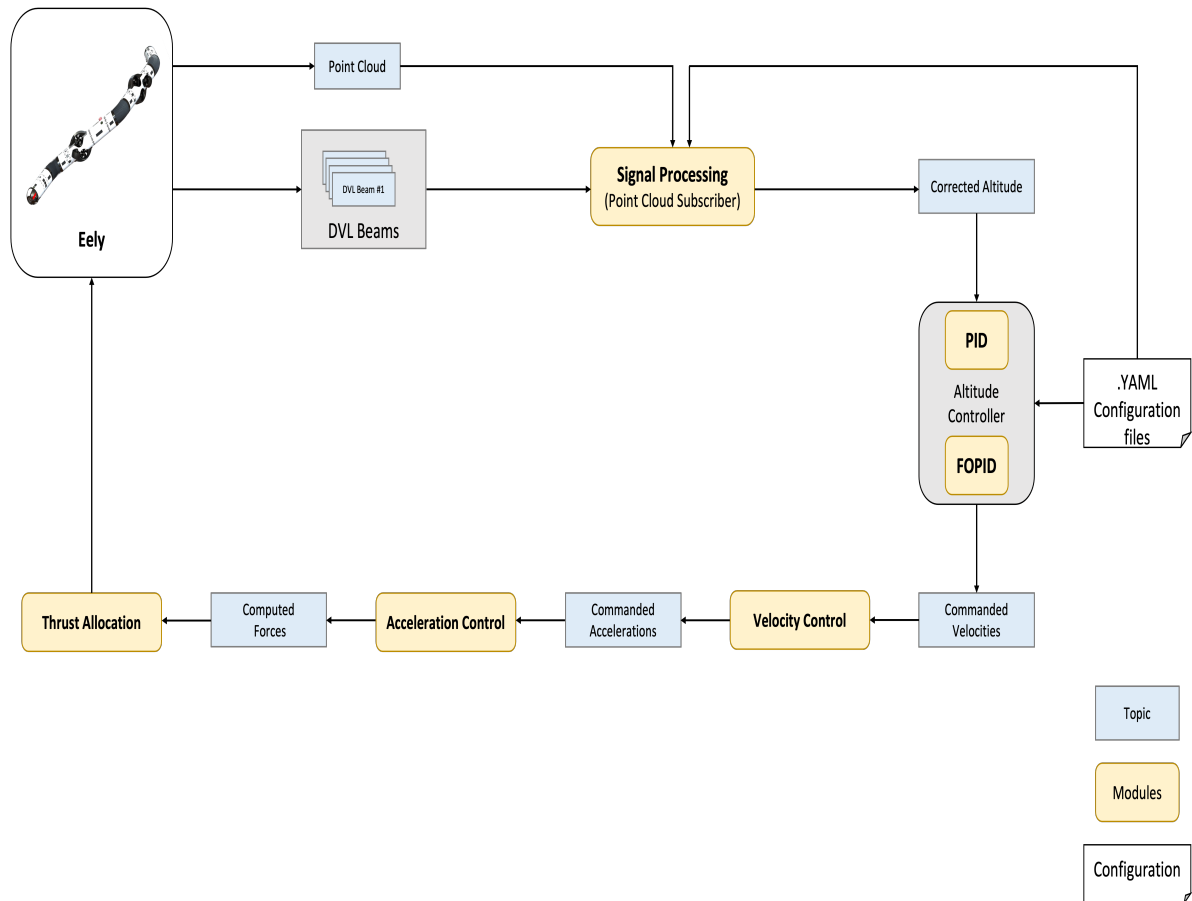 Point Cloud
Eely
DVL Beam #1
DVL Beams
Signal Processing
(Point Cloud Subscriber)
Corrected Altitude
PID
Altitude
Controller
FOPID
.YAML
Configuration
files
Thrust Allocation
Computed
Forces
Acceleration Control
Commanded
Accelerations
Velocity Control
Commanded
Velocities
Topic
Modules
Configuration